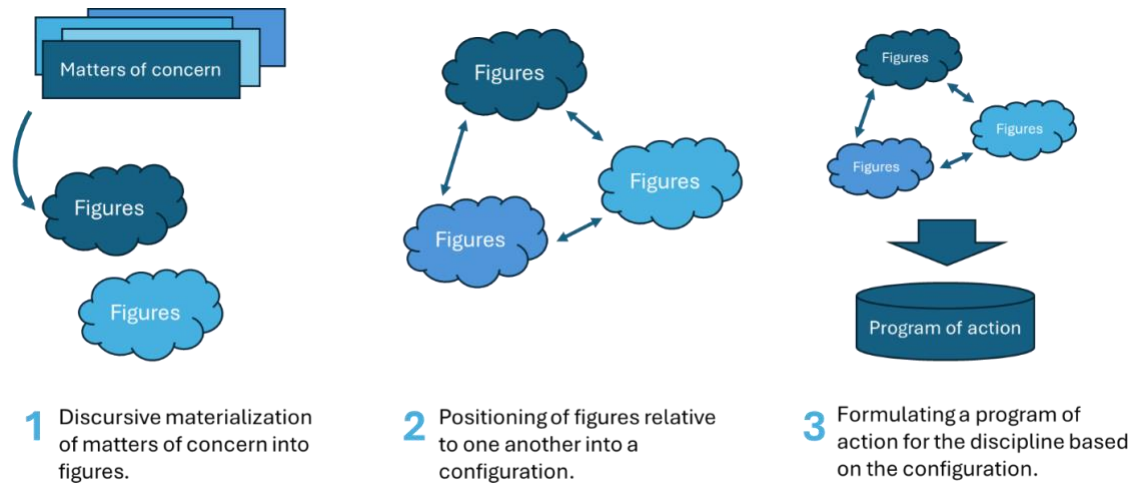 Matters of concern
Figures
Figures
1
Discursive materialization
of matters of concern into
figures.
Figures
Figures
Figures
2
Positioning of figures relative
to one another into a
configuration.
Figures
Figures
Figures
Program of action
3
Formulating a program of
action for the discipline based
on the configuration.